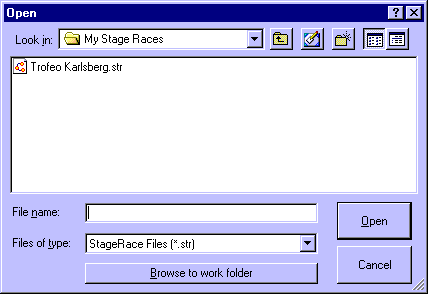 Open
Look in: My Stage Races
Trofeo Karlsberg.str
File name:
Open
Files of type: StageRace Files (*.str)
Cancel
Browse to work folder